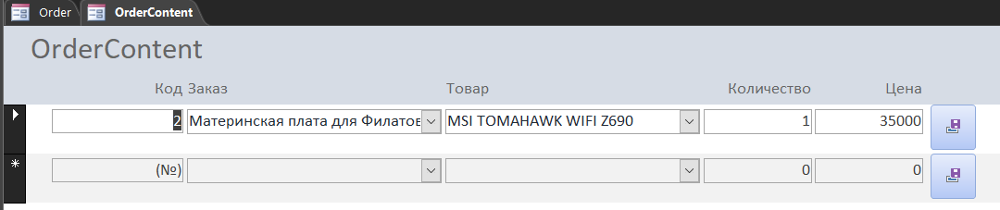 Order OrderContent
OrderContent
Код Заказ Товар Количество Цена
2 Материнская плата для Филатов MSI TOMAHAWK WIFI Z690 1 35000
(№) 0 0